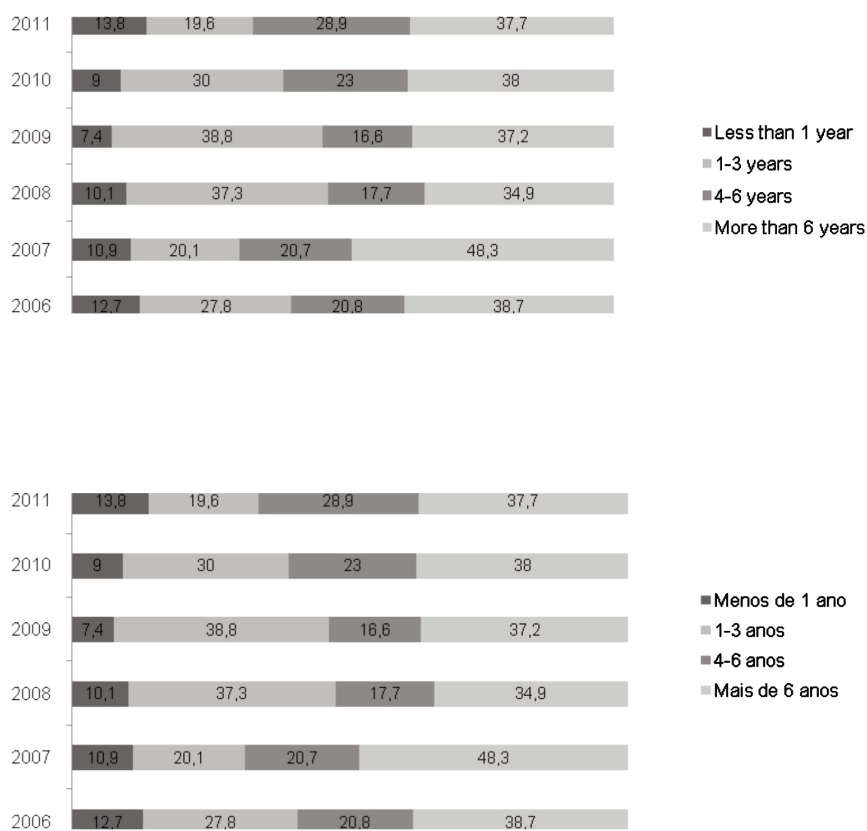 2011 13,8 19,6 28,9 37,7
2010 9 30 23 38
2009 7,4 38,8 16,6 37,2
2008 10,1 37,3 17,7 34,9
2007 10,9 20,1 20,7 48,3
2006 12,7 27,8 20,8 38,7
Less than 1 year
1-3 years
4-6 years
More than 6 years
2011 13,8 19,6 28,9 37,7
2010 9 30 23 38
2009 7,4 38,8 16,6 37,2
2008 10,1 37,3 17,7 34,9
2007 10,9 20,1 20,7 48,3
2006 12,7 27,8 20,8 38,7
Menos de 1 ano
1-3 anos
4-6 anos
Mais de 6 anos